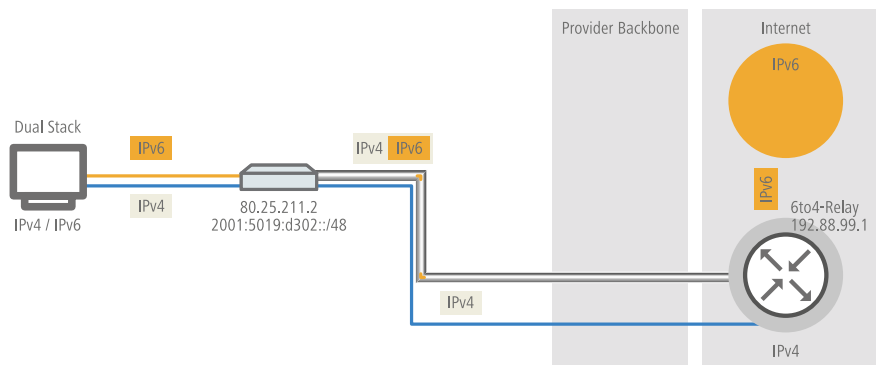 Provider Backbone
Internet
IPv6
Dual Stack
IPv6
IPv4 IPv6
IPv6
IPv4
80.25.211.2
2001:5019:d302::/48
IPv4 / IPv6
6to4-Relay
192.88.99.1
IPv4
IPv4